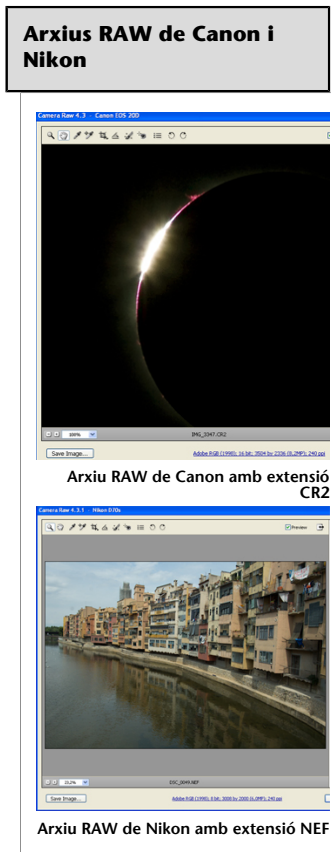 Arxius RAW de Canon i
Nikon
Camera Raw 4.3 - Canon EOS 20D
100%
IMG_3347.CR2
Save Image...
Adobe RGB (1998); 16 bit; 3504 by 2336 (8.2MP); 240 ppi
Arxiu RAW de Canon amb extensió
CR2
Camera Raw 4.3.1 - Nikon D70s
Preview
DSC_0049.NEF
Save Image...
Adobe RGB (1998); 8 bit; 3000 by 2000 (6.0MP); 240 ppi
Arxiu RAW de Nikon amb extensió NEF